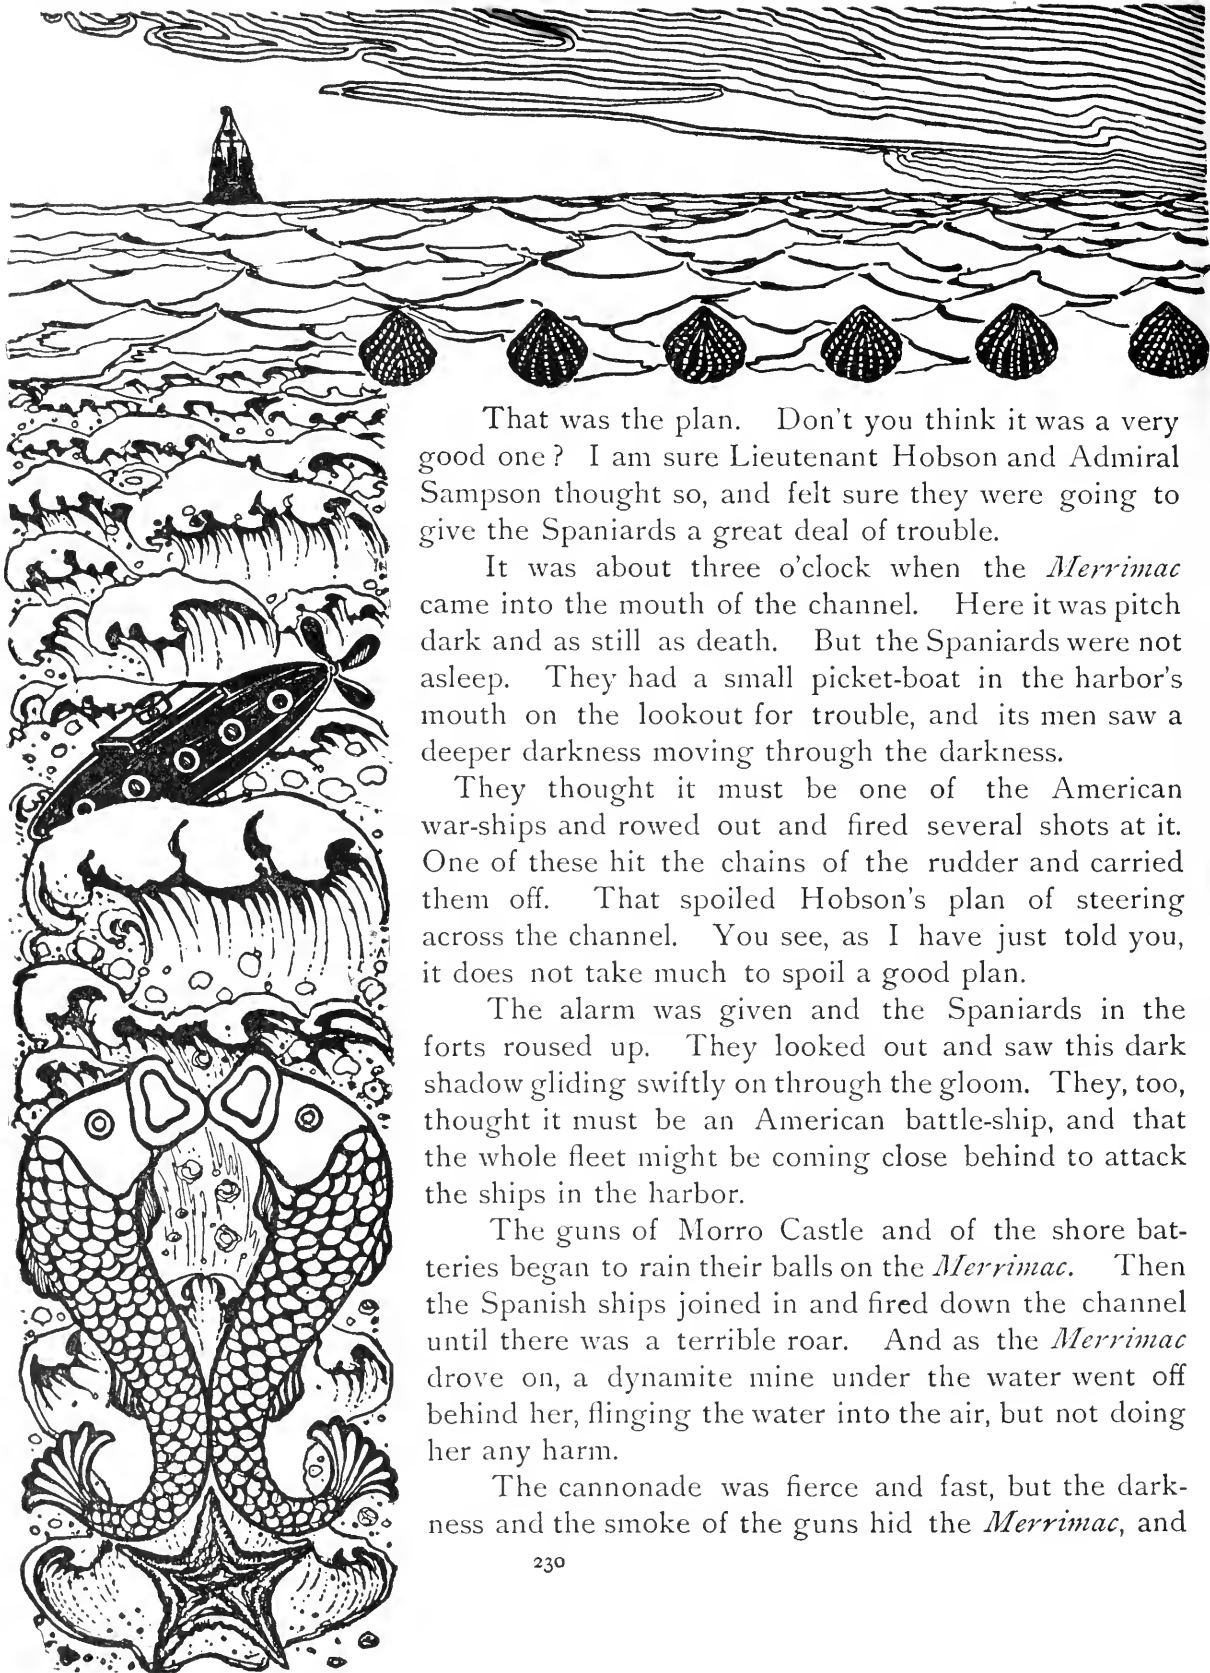 That was the plan. Don't you think it was a very
good one? I am sure Lieutenant Hobson and Admiral
Sampson thought so, and felt sure they were going to
give the Spaniards a great deal of trouble.
It was about three o'clock when the Merrimac
came into the mouth of the channel. Here it was pitch
dark and as still as death. But the Spaniards were not
asleep. They had a small picket-boat in the harbor's
mouth on the lookout for trouble, and its men saw a
deeper darkness moving through the darkness.
They thought it must be one of the American
war-ships and rowed out and fired several shots at it.
One of these hit the chains of the rudder and carried
them off. That spoiled Hobson's plan of steering
across the channel. You see, as I have just told you,
it does not take much to spoil a good plan.
The alarm was given and the Spaniards in the
forts roused up. They looked out and saw this dark
shadow gliding swiftly on through the gloom. They, too,
thought it must be an American battle-ship, and that
the whole fleet might be coming close behind to attack
the ships in the harbor.
The guns of Morro Castle and of the shore bat-
teries began to rain their balls on the Merrimac. Then
the Spanish ships joined in and fired down the channel
until there was a terrible roar. And as the Merrimac
drove on, a dynamite mine under the water went off
behind her, flinging the water into the air, but not doing
her any harm.
The cannonade was fierce and fast, but the dark-
ness and the smoke of the guns hid the Merrimac, and
230